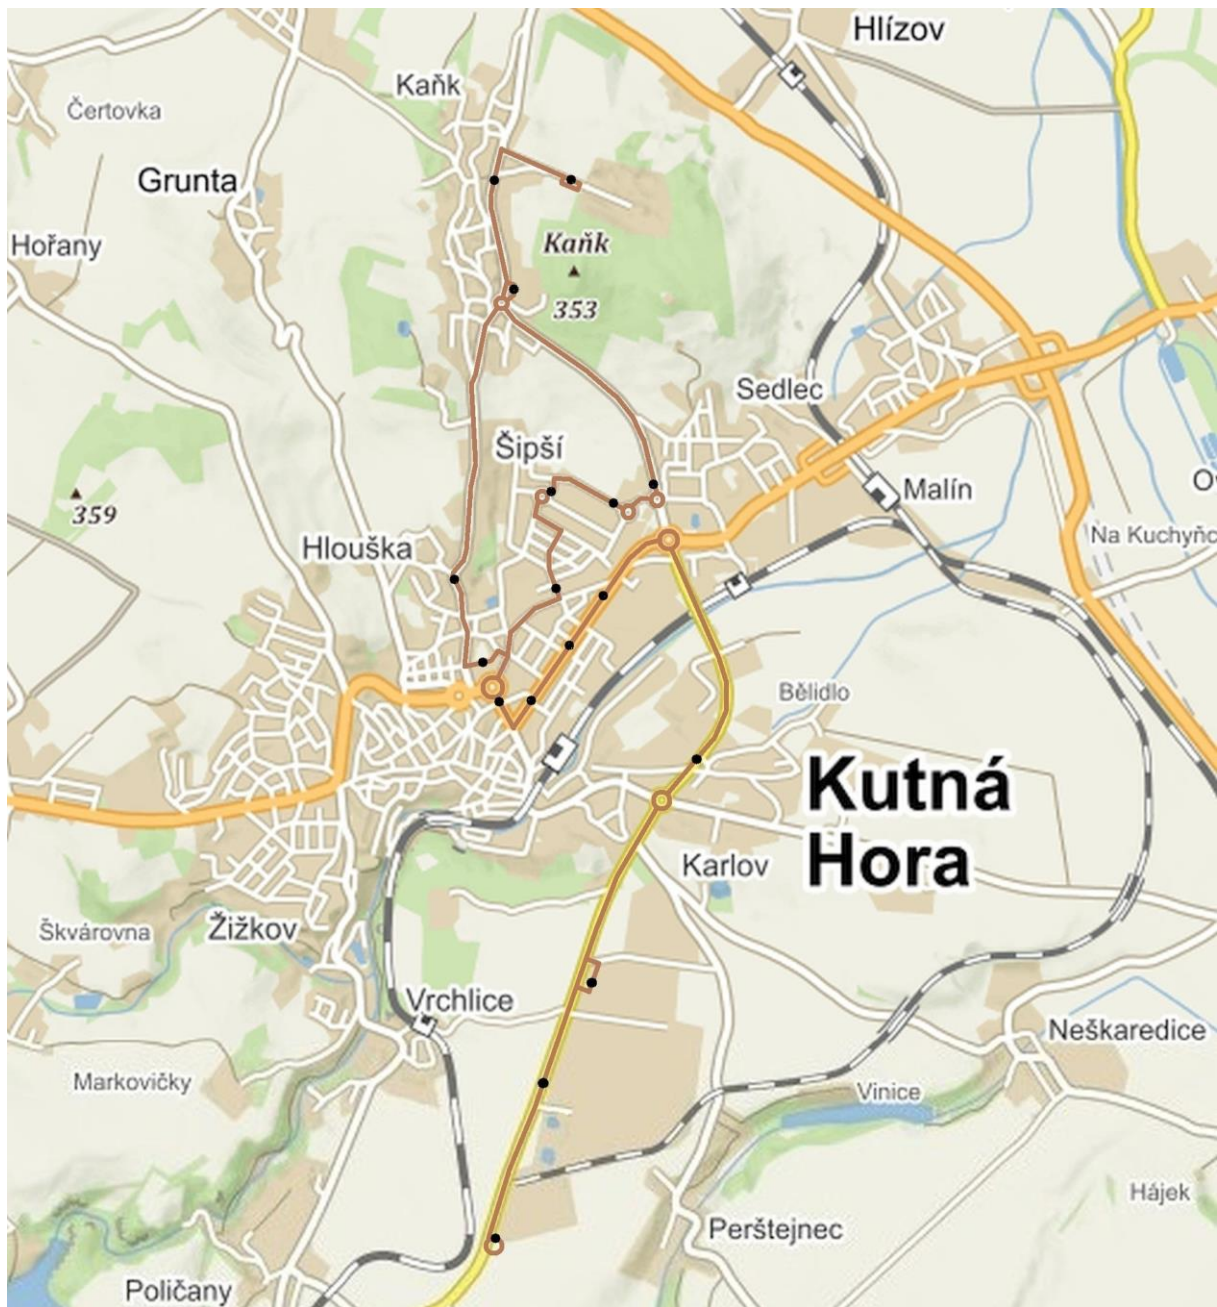 Hlízov
Kaňk
Čertovka
Grunta
Hořany
Kaňk
353
Sedlec
Šipší
359
Malín
Na Kuchyňc
Hlouška
Bělidlo
Kutná
Hora
Karlov
Škvárovna
Žižkov
Vrchlice
Neškaredice
Markovičky
Vinice
Hájek
Perštejnec
Poličany